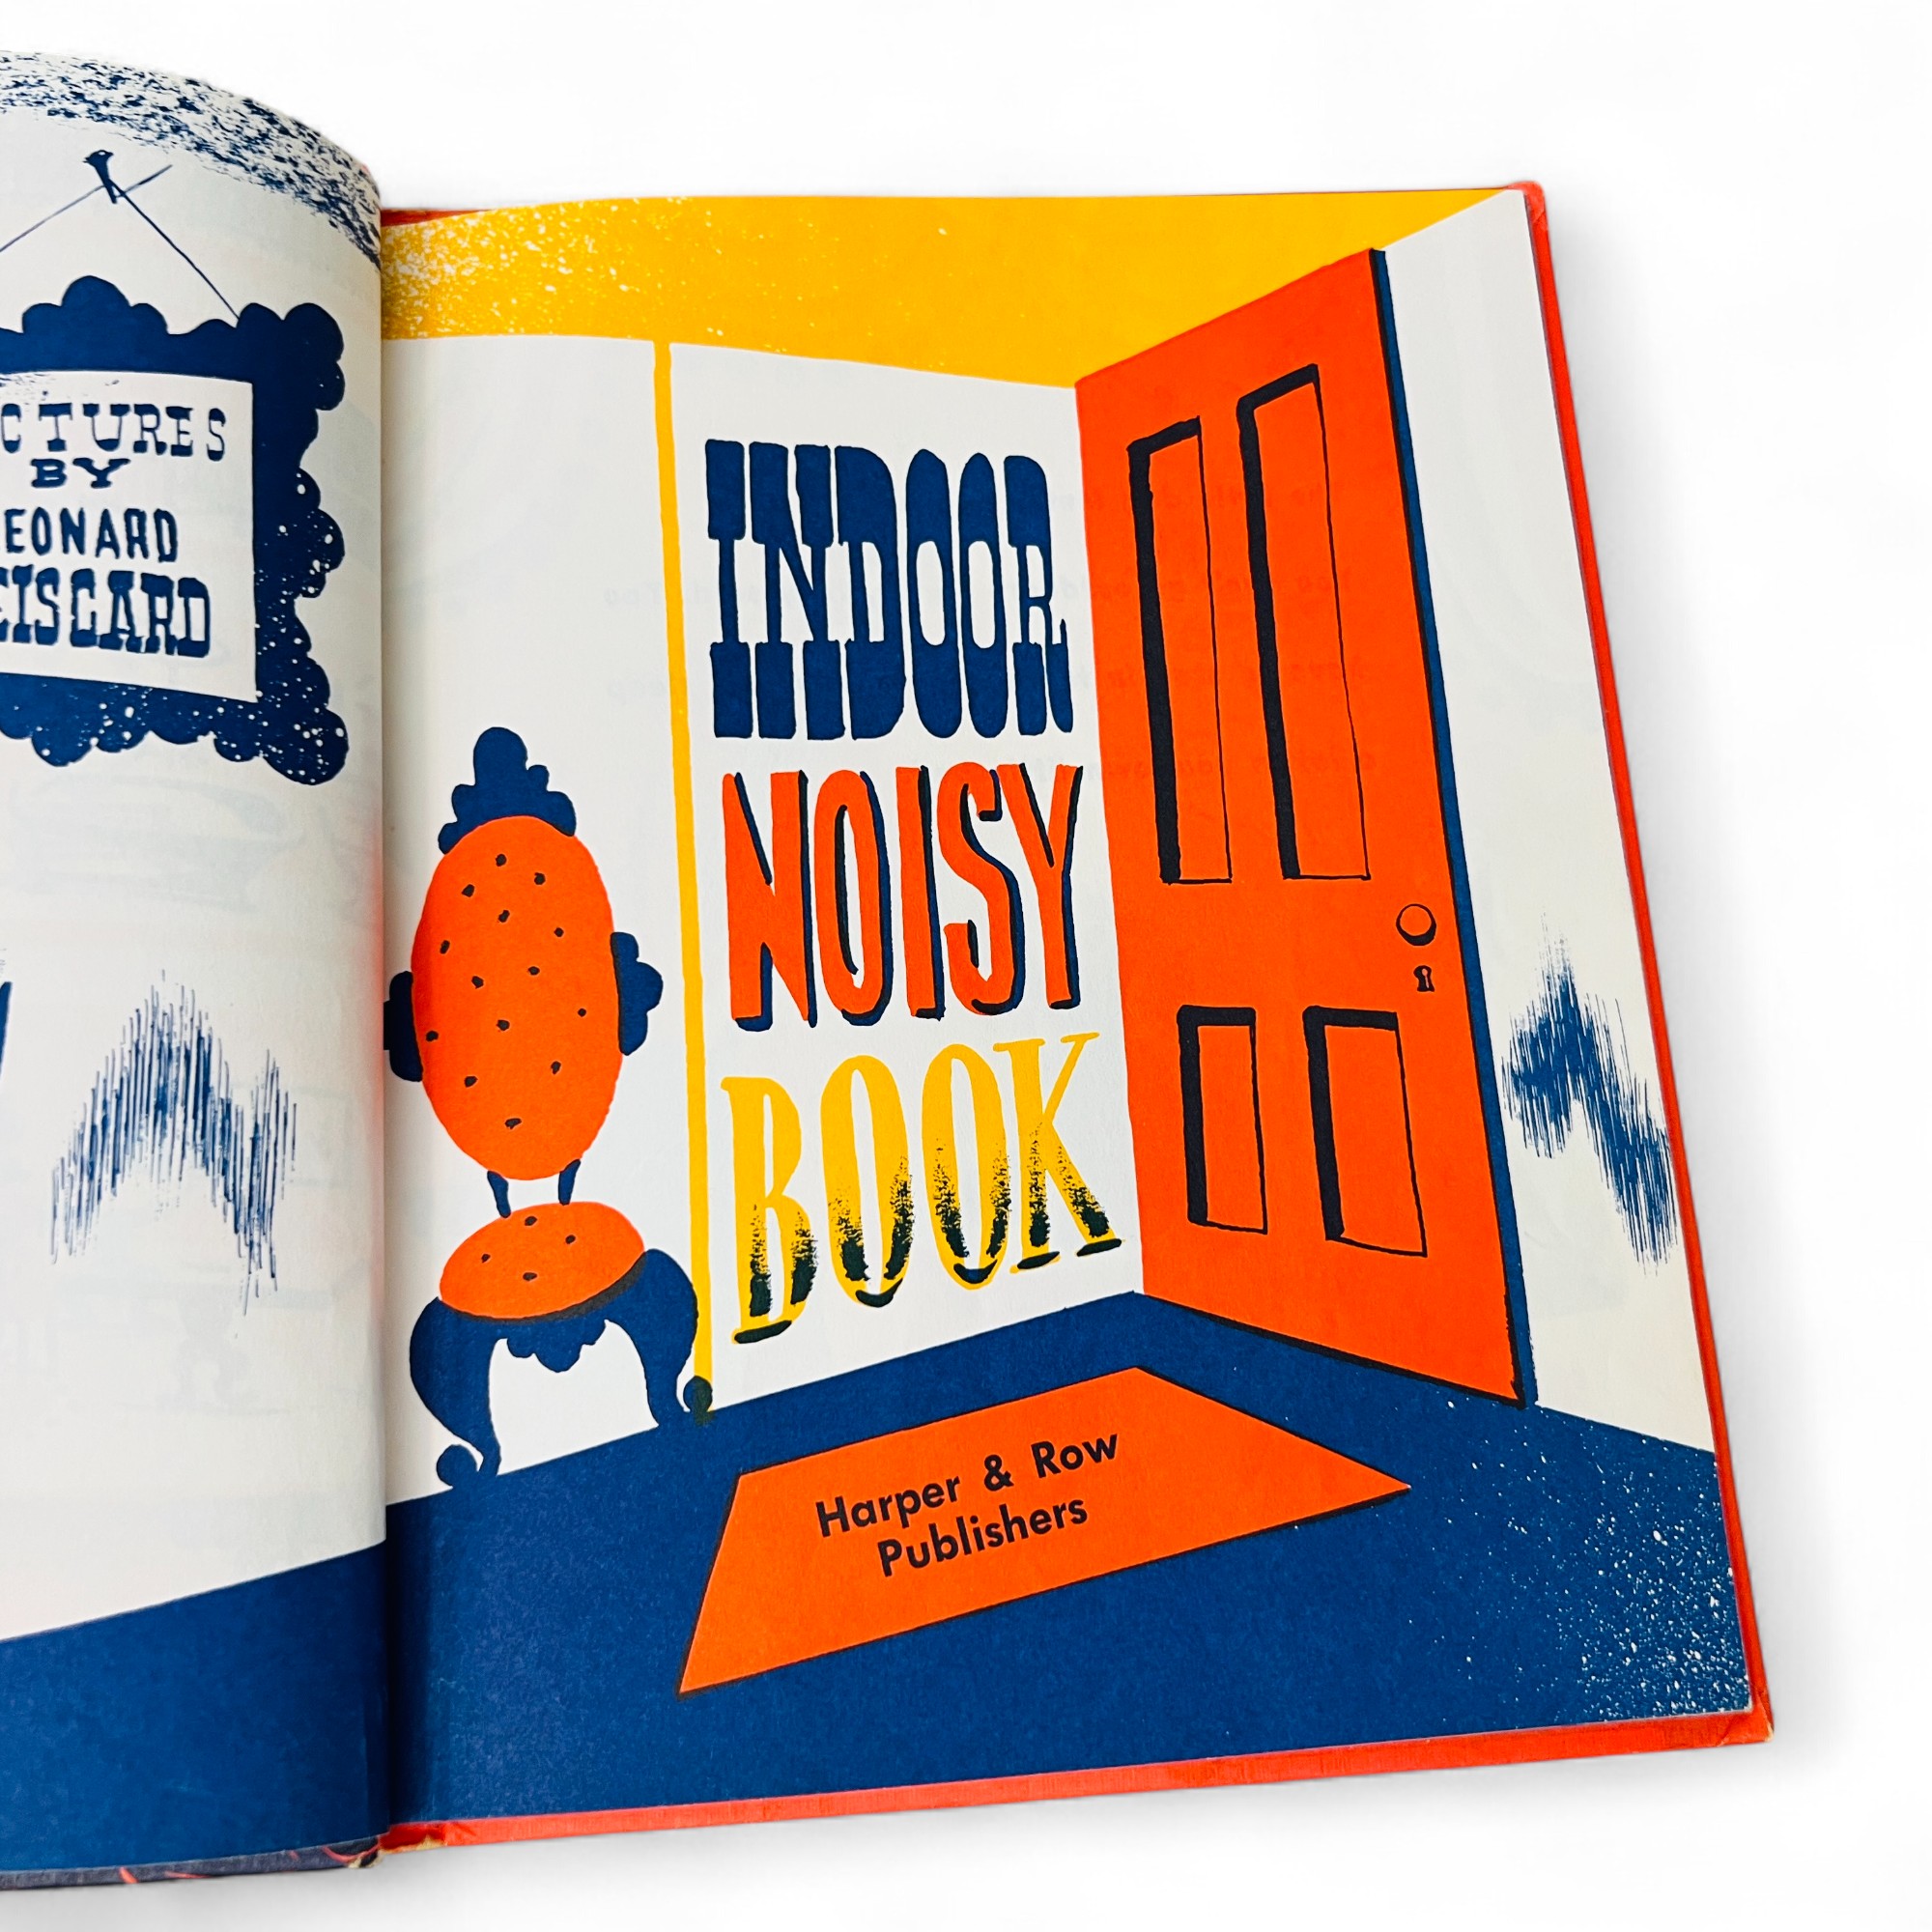 CTURES
BY
EONARD
EISGARD
INDOOR
NOISY
BOOK
Harper & Row
Publishers